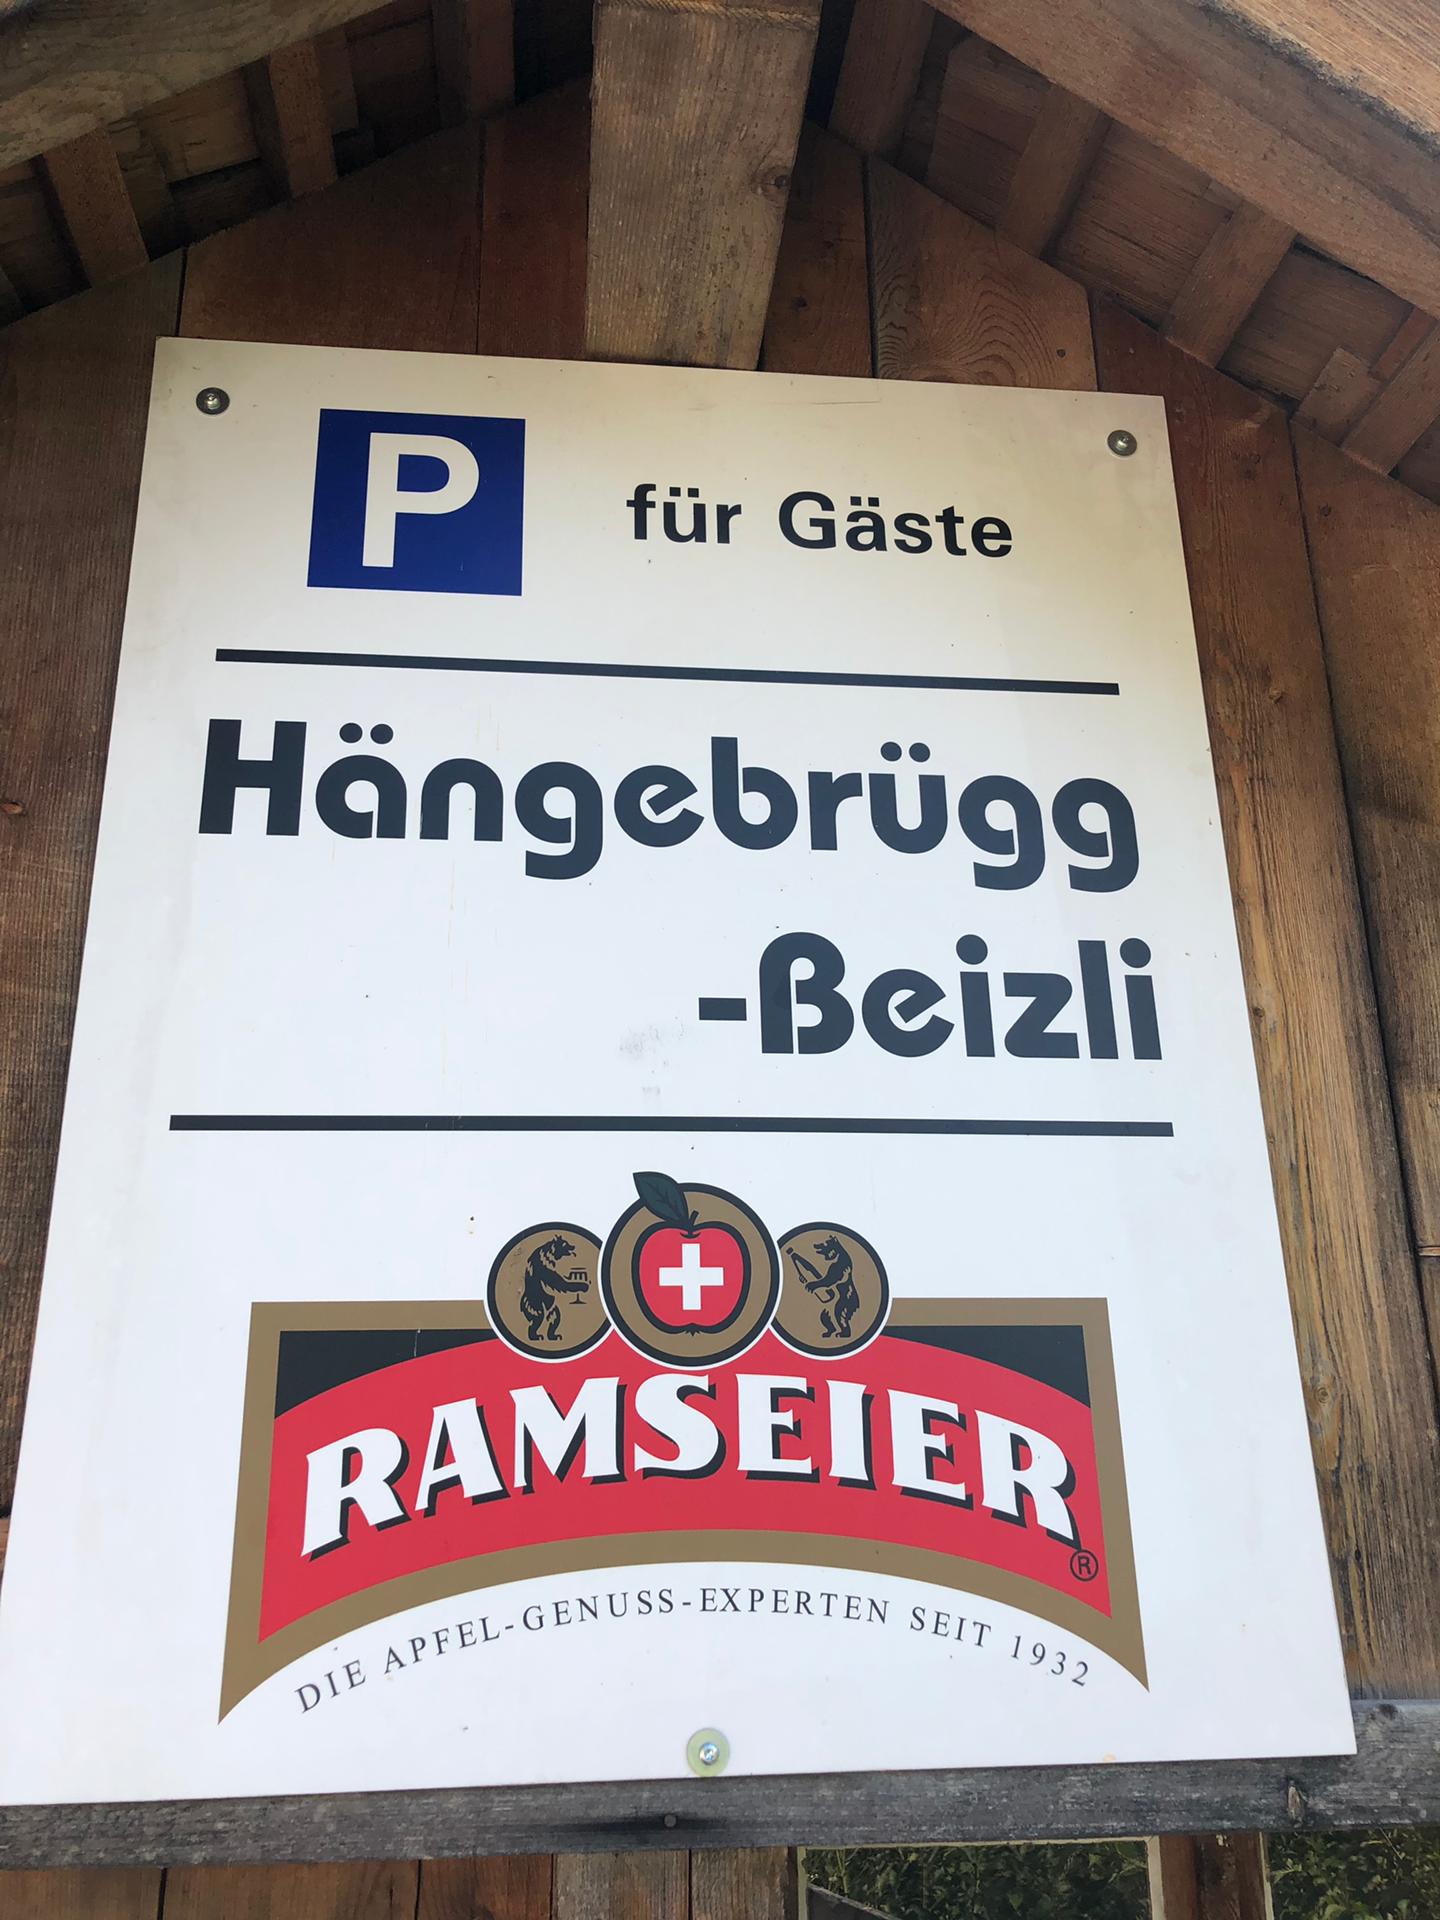 P für Gäste
Hängebrügg
-Beizli
RAMSEIER®
DIE APFEL-GENUSS-EXPERTEN SEIT 1932